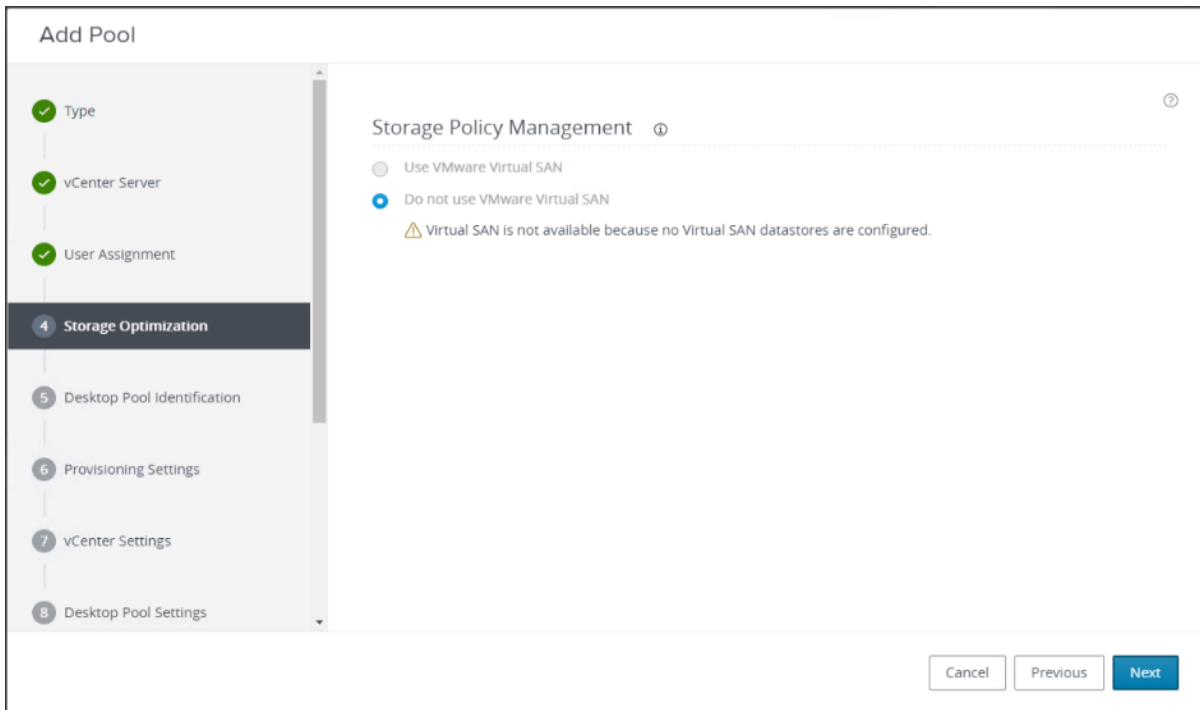 Add Pool
Type
vCenter Server
User Assignment
4 Storage Optimization
5 Desktop Pool Identification
6 Provisioning Settings
7 vCenter Settings
8 Desktop Pool Settings
Storage Policy Management
Use VMware Virtual SAN
Do not use VMware Virtual SAN
Virtual SAN is not available because no Virtual SAN datastores are configured.
Cancel Previous Next